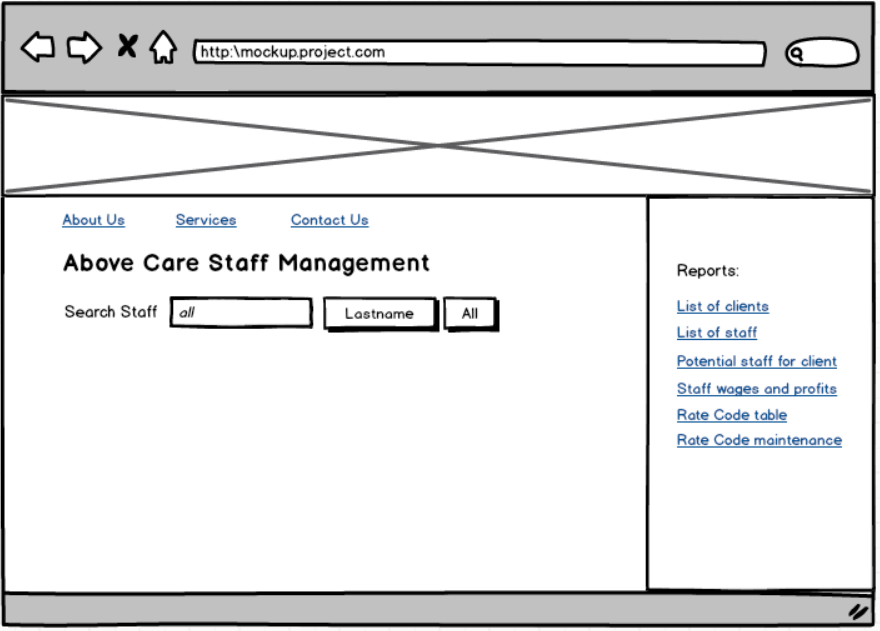 http:\mockup.project.com
About Us Services Contact Us
Above Care Staff Management
Search Staff all Lastname All
Reports:
List of clients
List of staff
Potential staff for client
Staff wages and profits
Rate Code table
Rate Code maintenance